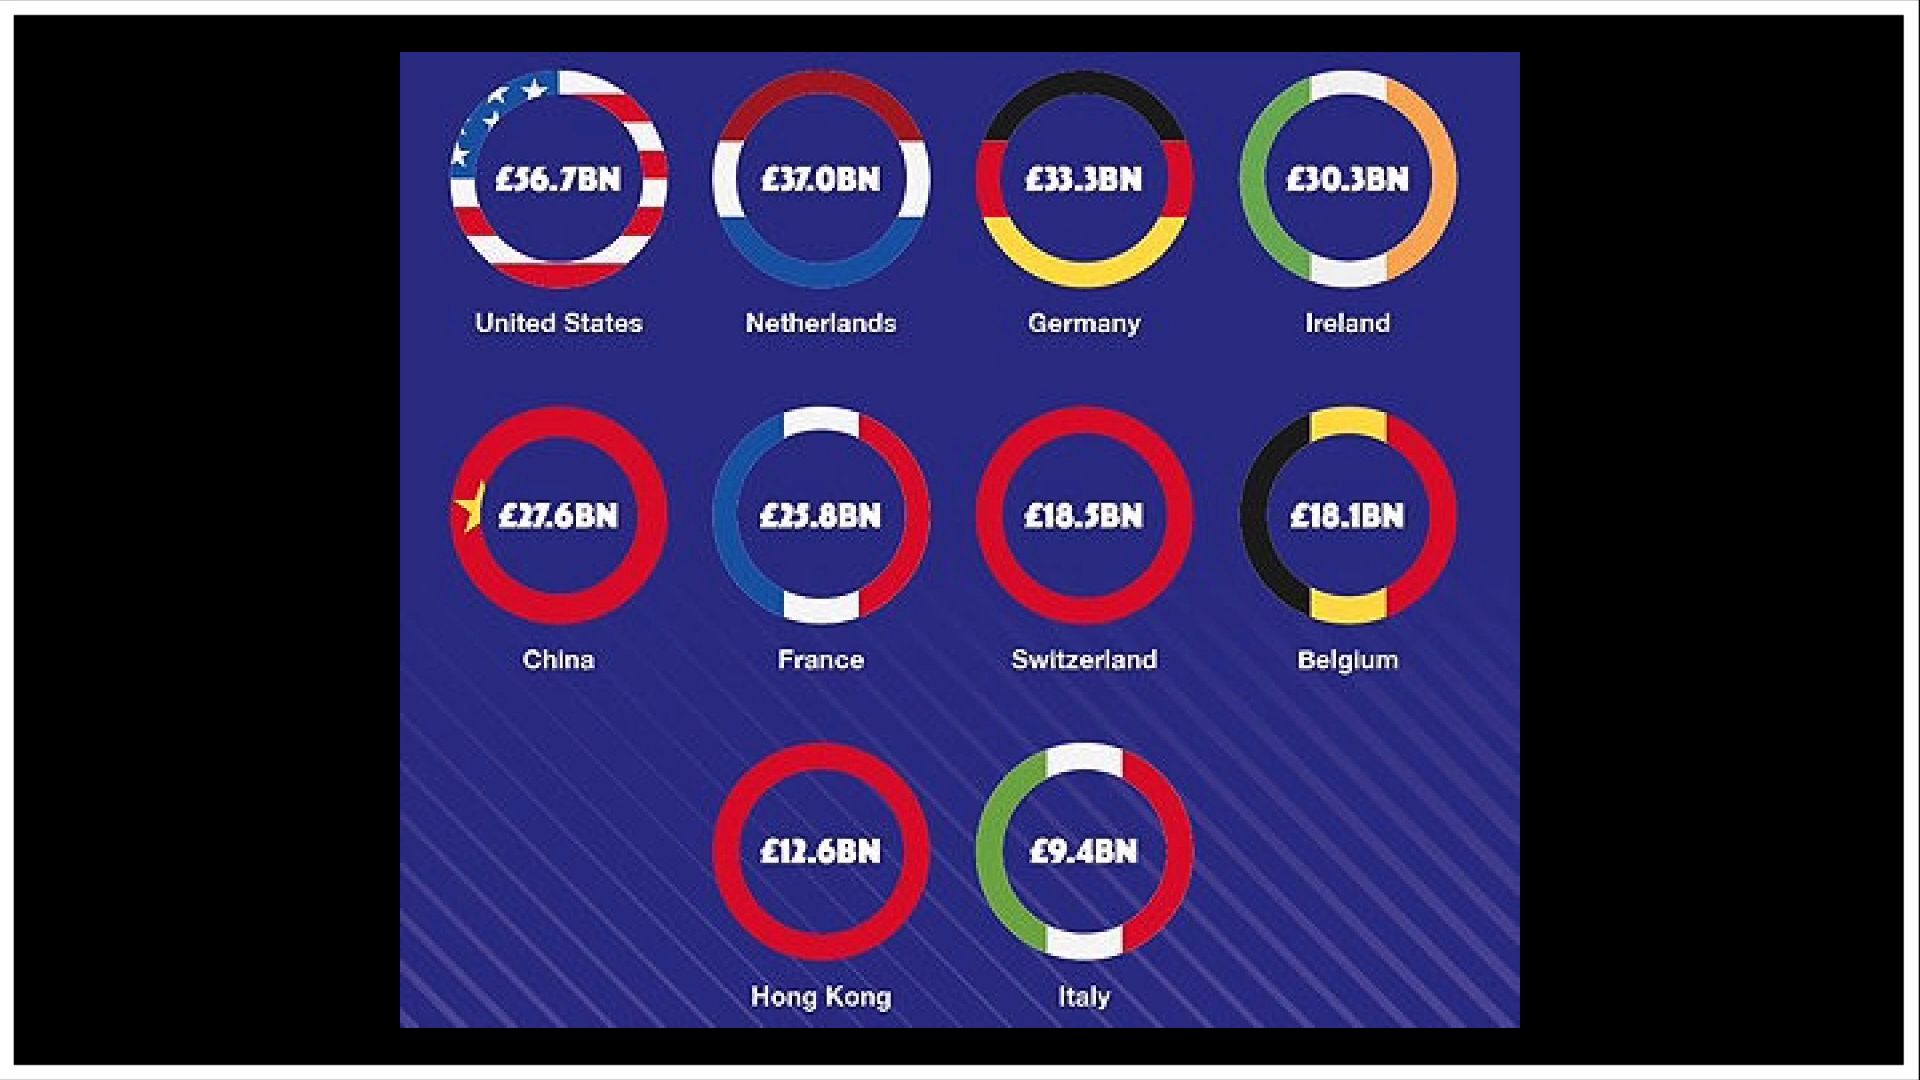 £56.7BN £37.0BN £33.3BN £30.3BN
United States Netherlands Germany Ireland
£27.6BN £25.8BN £18.5BN £18.1BN
China France Switzerland Belgium
£12.6BN £9.4BN
Hong Kong Italy